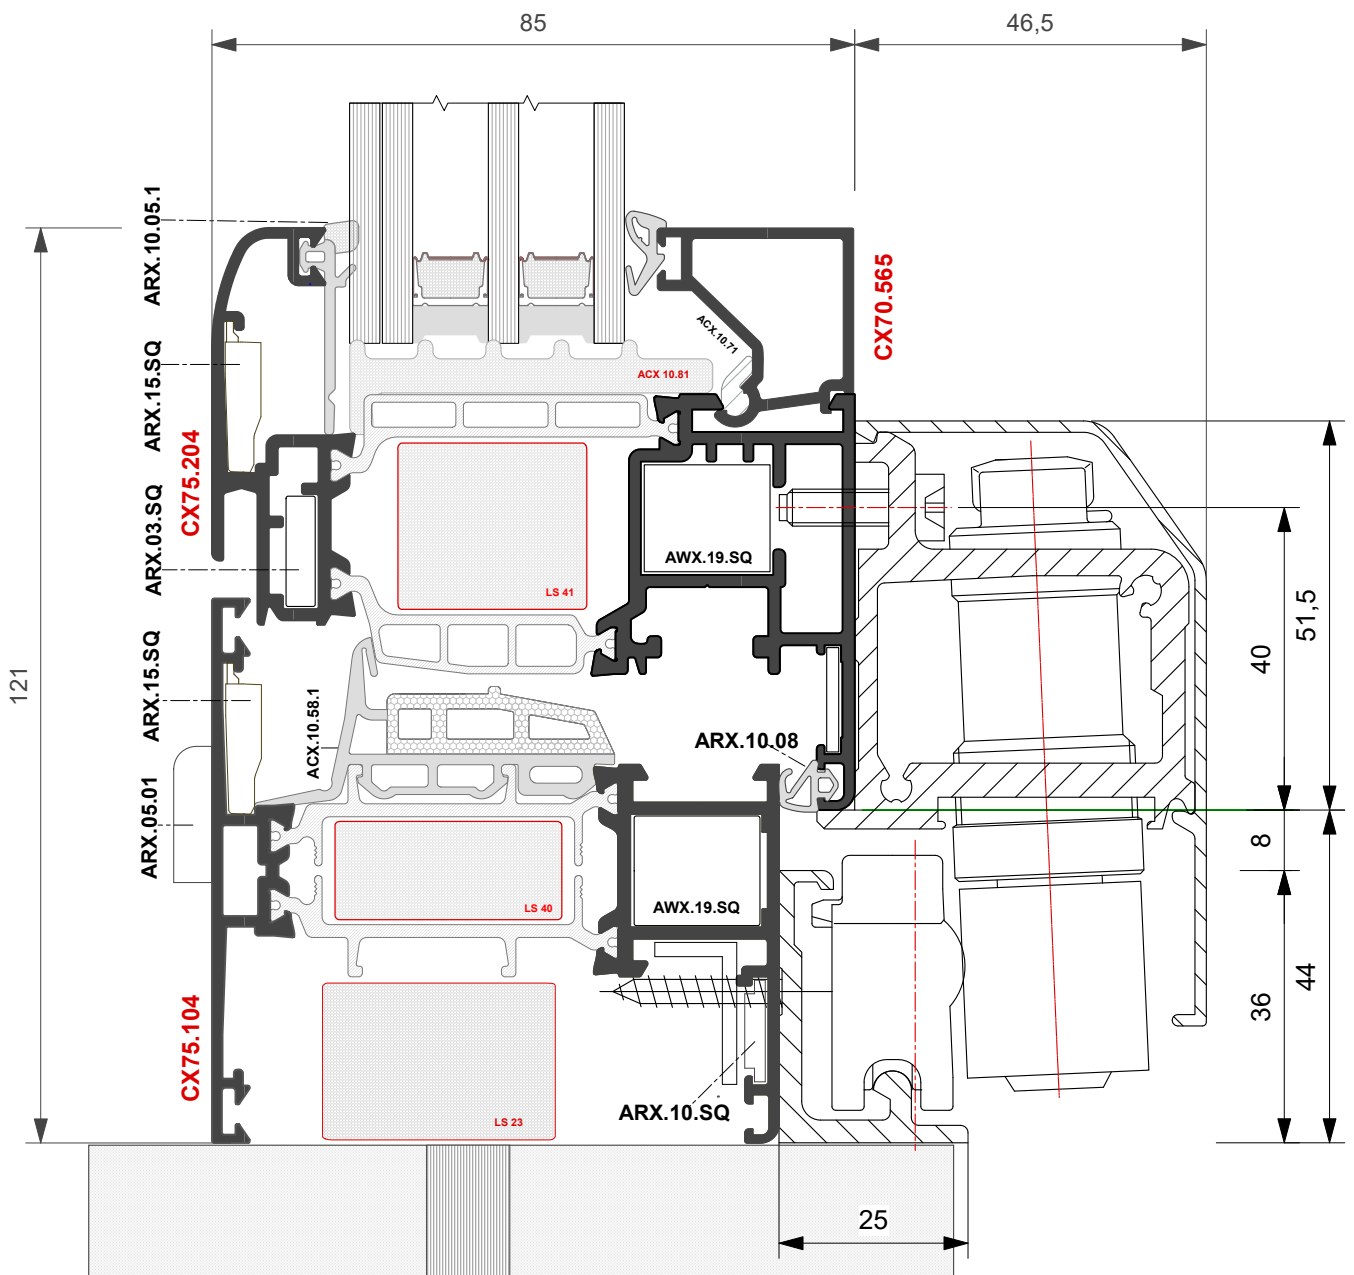 85
46,5
ARX.10.05.1
CX70.565
ACX.10.71
ARX.15.SQ
ACX 10.81
CX75.204
ARX.03.SQ
AWX.19.SQ
LS 41
51,5
40
121
ARX.15.SQ
ACX.10.58.1
ARX.10.08
ARX.05.01
8
AWX.19.SQ
LS 40
44
36
CX75.104
ARX.10.SQ
LS 23
25